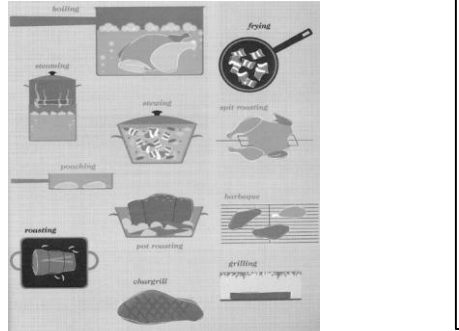 boiling
frying
steaming
stewing
spit roasting
poaching
barbeque
roasting
pot roasting
grilling
chargrill